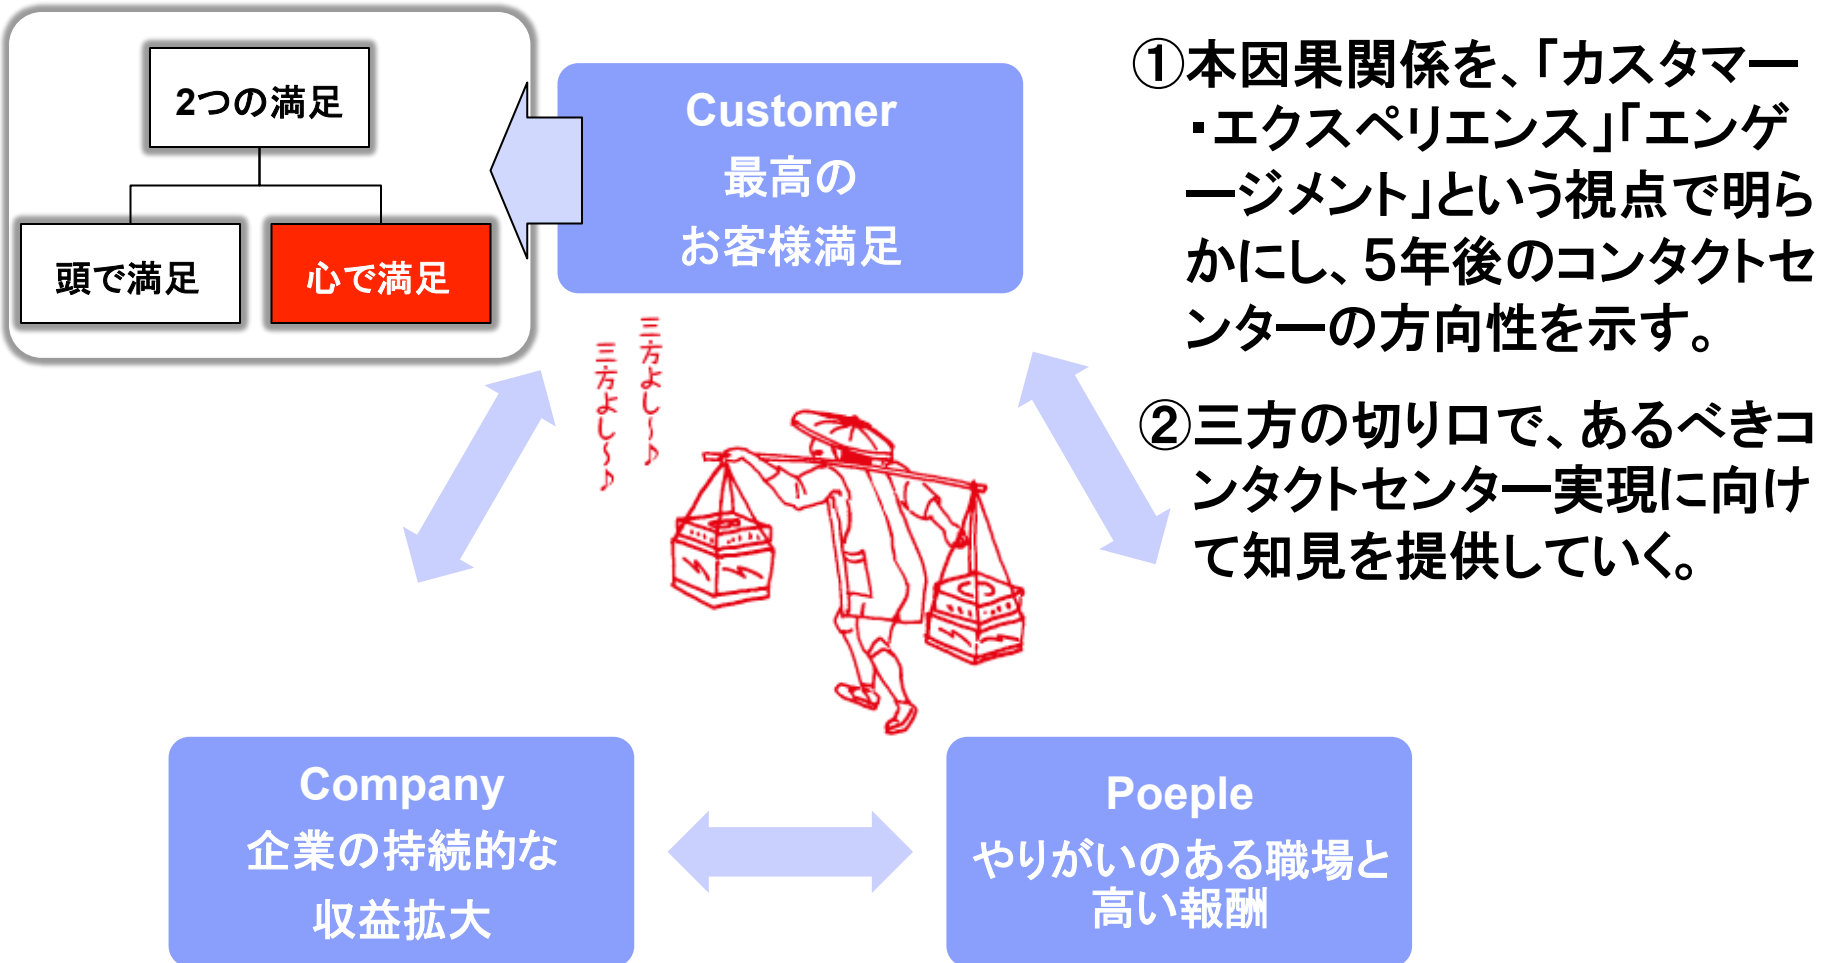 2つの満足
頭で満足
心で満足
Customer
最高の
お客様満足
①本因果関係を、「カスタマー
・エクスペリエンス」「エンゲ
ージメント」という視点で明ら
かにし、5年後のコンタクトセ
ンターの方向性を示す。
②三方の切り口で、あるべきコ
ンタクトセンター実現に向け
て知見を提供していく。
三方よし〜♪
三方よし〜♪
Company
企業の持続的な
収益拡大
Poeple
やりがいのある職場と
高い報酬